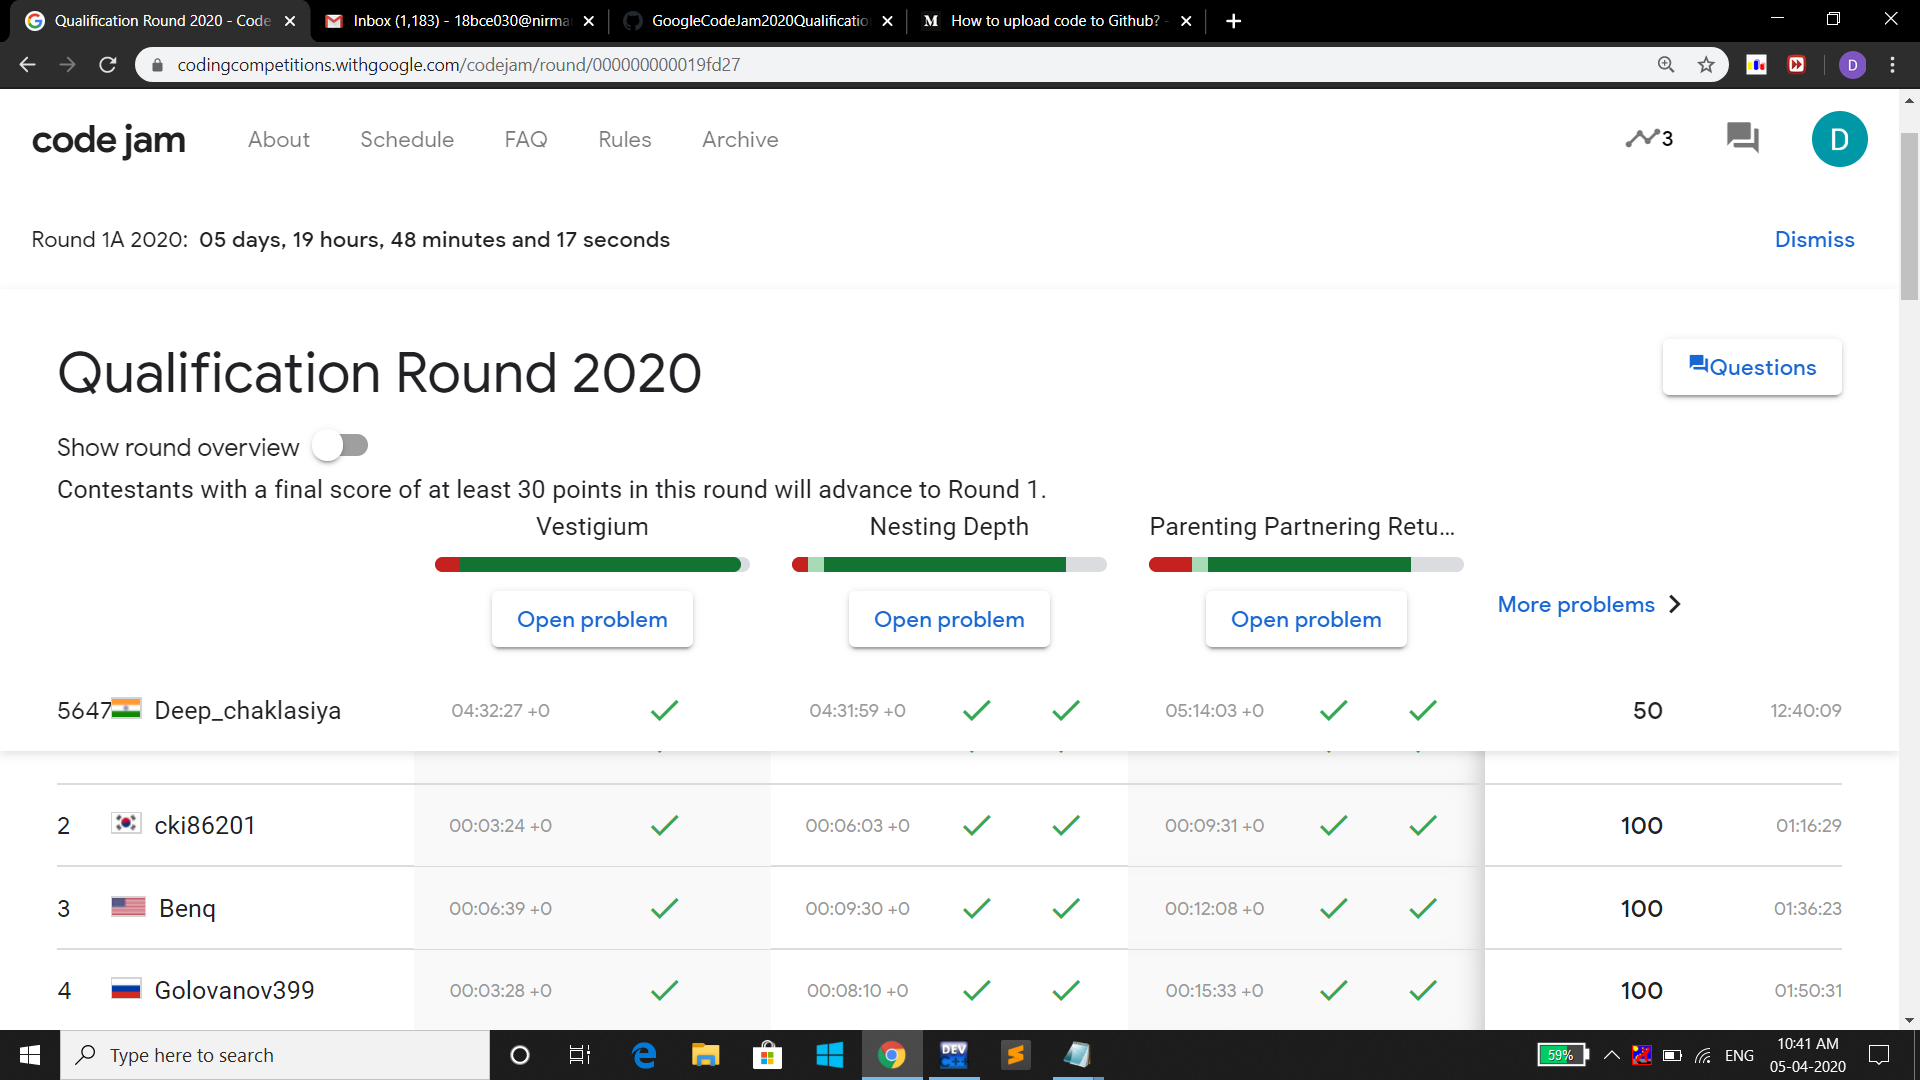 Qualification Round 2020 - Code
Inbox (1,183) - 18bce030@nirma
GoogleCodeJam2020Qualificatio
How to upload code to Github? -
codingcompetitions.withgoogle.com/codejam/round/000000000019fd27
D
code jam
About
Schedule
FAQ
Rules
Archive
3
D
Round 1A 2020: 05 days, 19 hours, 48 minutes and 17 seconds
Dismiss
Qualification Round 2020
Questions
Show round overview
Contestants with a final score of at least 30 points in this round will advance to Round 1.
Vestigium
Nesting Depth
Parenting Partnering Retu...
Open problem
Open problem
Open problem
More problems
5647 Deep_chaklasiya 04:32:27 +0 04:31:59 +0 05:14:03 +0 50 12:40:09
2 cki86201 00:03:24 +0 00:06:03 +0 00:09:31 +0 100 01:16:29
3 Benq 00:06:39 +0 00:09:30 +0 00:12:08 +0 100 01:36:23
4 Golovanov399 00:03:28 +0 00:08:10 +0 00:15:33 +0 100 01:50:31
Type here to search
DEV C++
59%
ENG
10:41 AM
05-04-2020